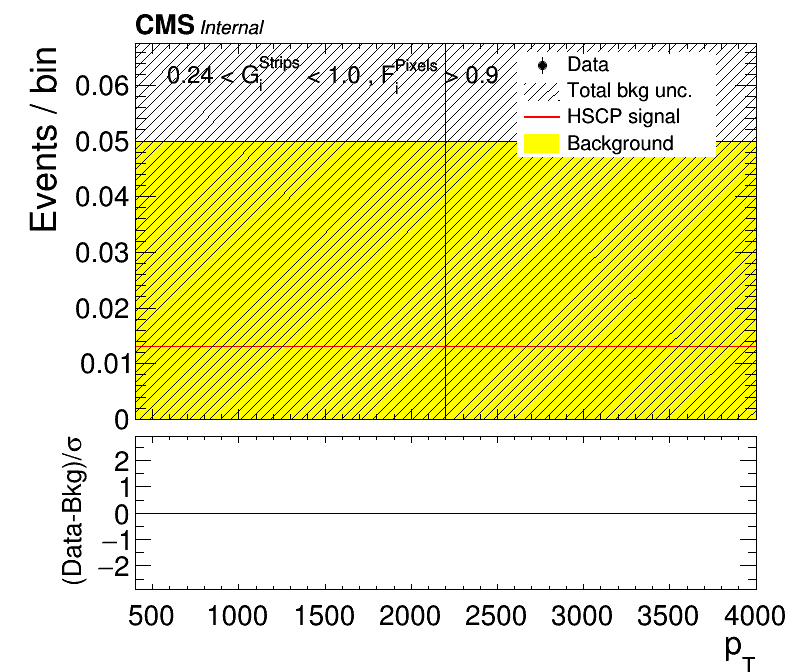 CMS Internal
0.24 < G_i^Strips < 1.0 , F_i^Pixels > 0.9
Data
Total bkg unc.
HSCP signal
Background
Events / bin
0.06
0.05
0.04
0.03
0.02
0.01
0
(Data-Bkg)/σ
2
1
0
−1
−2
500 1000 1500 2000 2500 3000 3500 4000
p_T